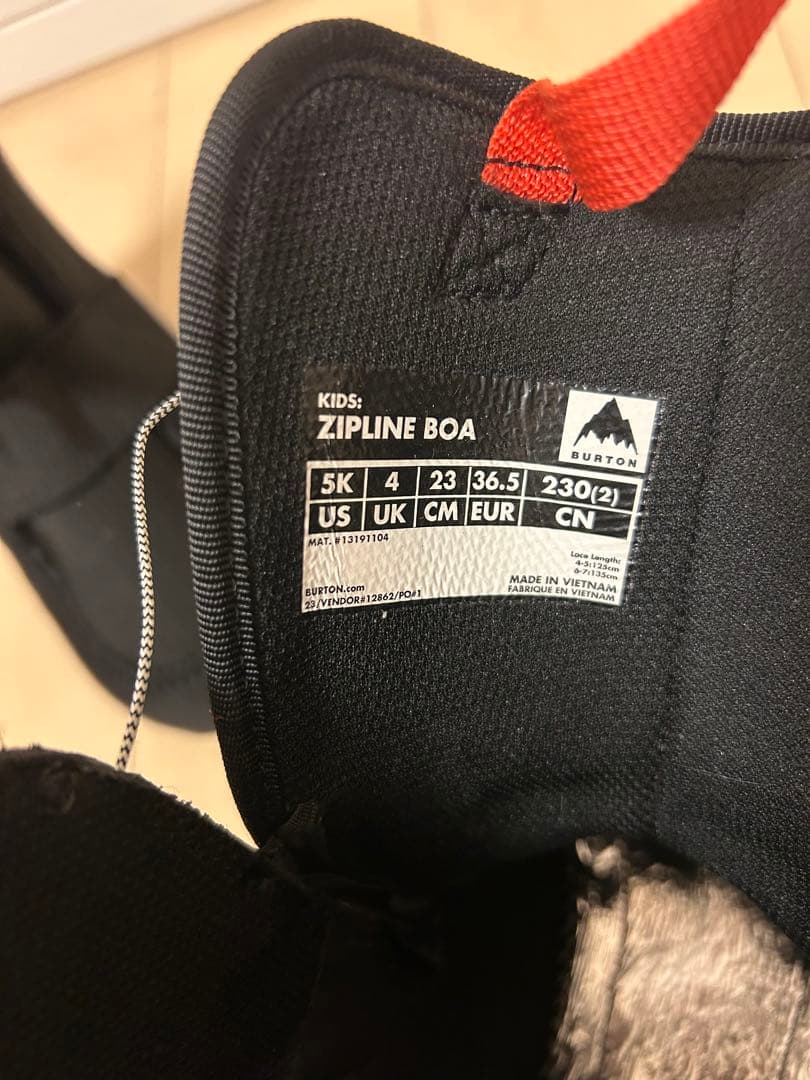 KIDS:
ZIPLINE BOA
BURTON
5K 4 23 36.5 230(2)
US UK CM EUR CN
MAT. #13191104
Lace Length:
4-5:125cm
6-7:135cm
BURTON.com
23/VENDOR#12862/PO#1
MADE IN VIETNAM
FABRIQUE EN VIETNAM